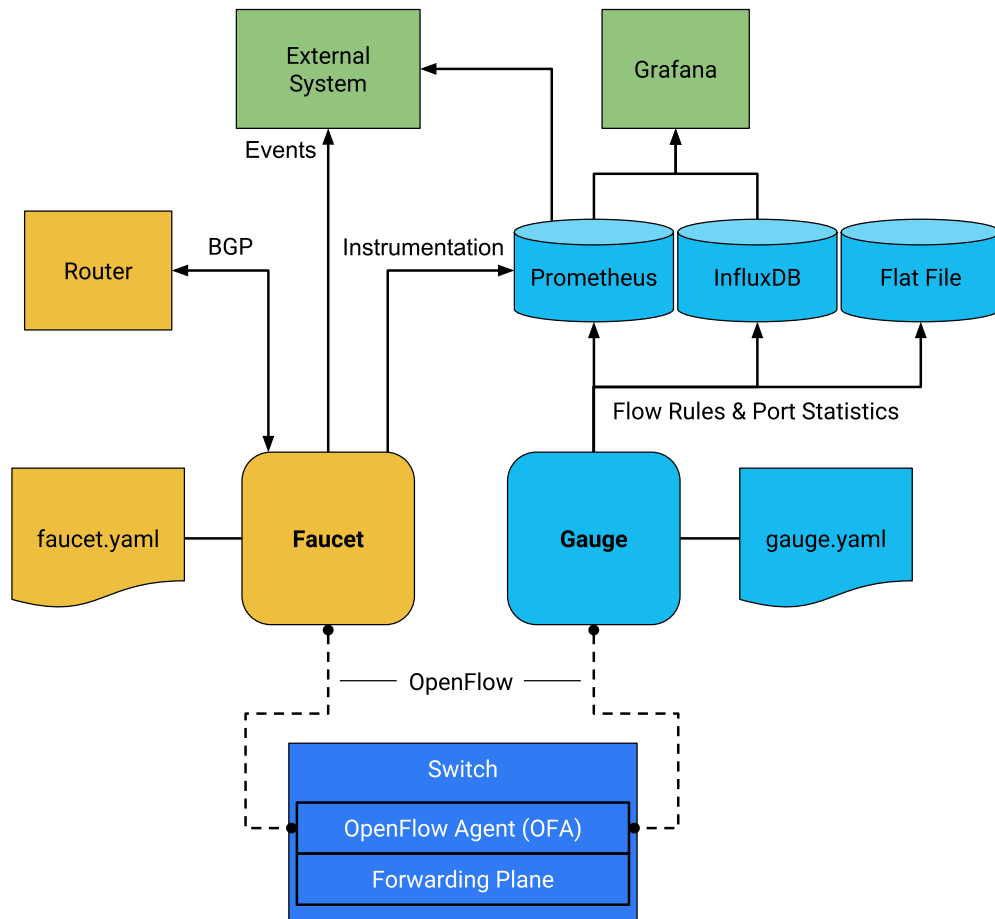 External
System
Grafana
Events
Router
BGP
Instrumentation
Prometheus
InfluxDB
Flat File
Flow Rules & Port Statistics
faucet.yaml
Faucet
Gauge
gauge.yaml
OpenFlow
Switch
OpenFlow Agent (OFA)
Forwarding Plane